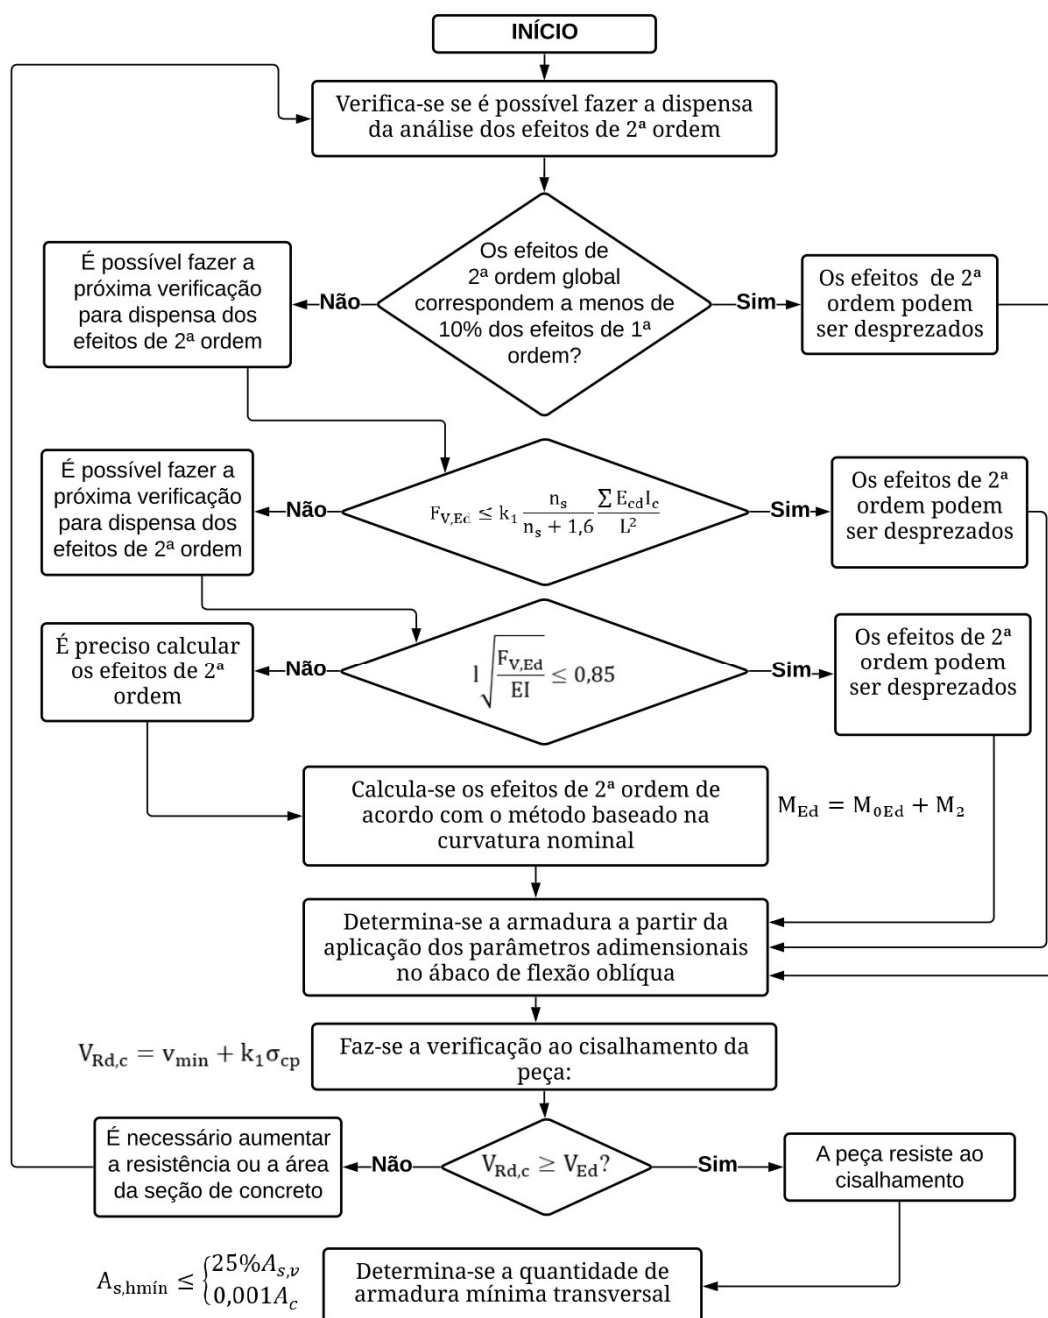 INÍCIO
Verifica-se se é possível fazer a dispensa
da análise dos efeitos de 2ª ordem
Os efeitos de
2ª ordem global
correspondem a menos de
10% dos efeitos de 1ª
ordem?
Não
Sim
É possível fazer a
próxima verificação
para dispensa dos
efeitos de 2ª ordem
Os efeitos de 2ª
ordem podem
ser desprezados
F_{V,Ed} ≤ k_1 \frac{n_s}{n_s + 1,6} \frac{∑ E_{cd}I_c}{L^2}
Não
Sim
É possível fazer a
próxima verificação
para dispensa dos
efeitos de 2ª ordem
Os efeitos de 2ª
ordem podem
ser desprezados
l\sqrt{\frac{F_{V,Ed}}{EI}} ≤ 0,85
Não
Sim
É preciso calcular
os efeitos de 2ª
ordem
Os efeitos de 2ª
ordem podem
ser desprezados
Calcula-se os efeitos de 2ª ordem de
acordo com o método baseado na
curvatura nominal
M_{Ed} = M_{0Ed} + M_2
Determina-se a armadura a partir da
aplicação dos parâmetros adimensionais
no ábaco de flexão oblíqua
V_{Rd,c} = v_{min} + k_1σ_{cp}
Faz-se a verificação ao cisalhamento da
peça:
V_{Rd,c} ≥ V_{Ed}?
Não
Sim
É necessário aumentar
a resistência ou a área
da seção de concreto
A peça resiste ao
cisalhamento
A_{s,hmín} ≤ { 25%A_{s,v}
0,001A_c
Determina-se a quantidade de
armadura mínima transversal